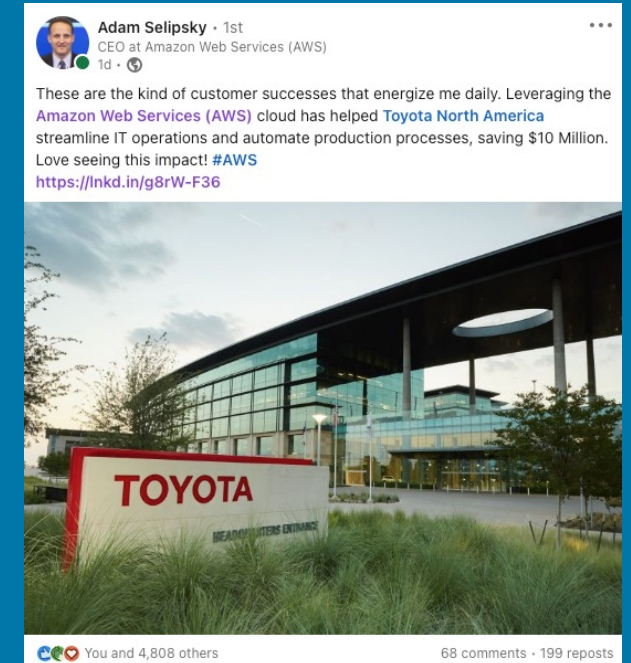 Adam Selipsky • 1st
CEO at Amazon Web Services (AWS)
1d •
These are the kind of customer successes that energize me daily. Leveraging the
Amazon Web Services (AWS) cloud has helped Toyota North America
streamline IT operations and automate production processes, saving $10 Million.
Love seeing this impact! #AWS
https://lnkd.in/g8rW-F36
TOYOTA
HEADQUARTERS ENTRANCE
You and 4,808 others
68 comments • 199 reposts